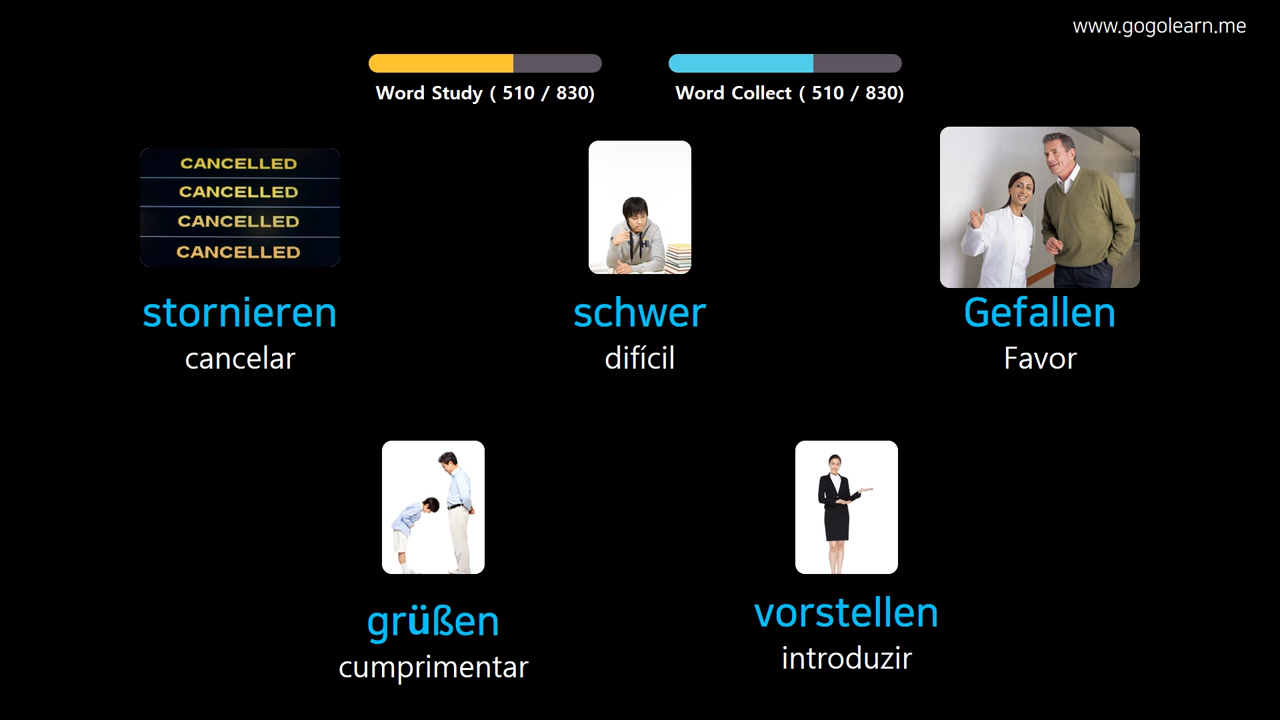 www.gogolearn.me
Word Study ( 510 / 830)
Word Collect ( 510 / 830)
CANCELLED
CANCELLED
CANCELLED
CANCELLED
stornieren
cancelar
schwer
difícil
Gefallen
Favor
grüßen
cumprimentar
vorstellen
introduzir